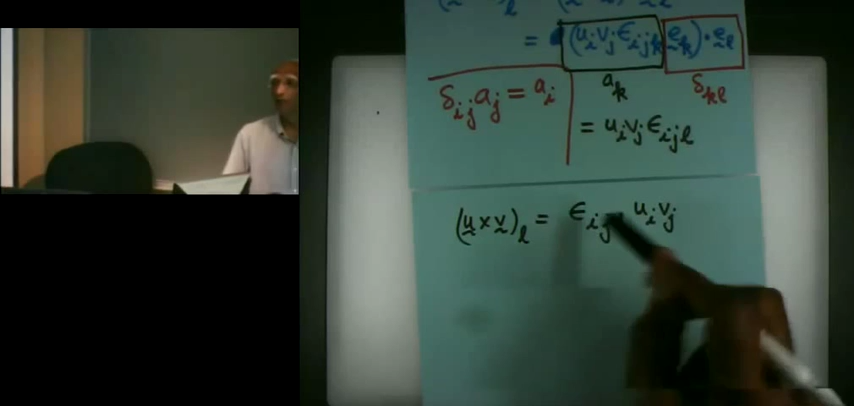 = (u_i v_j ϵ_ijk e_k) · e_l
δ_ij a_j = a_i
a_k
δ_kl
= u_i v_j ϵ_ijl
(u × v)_l = ϵ_ij u_i v_j